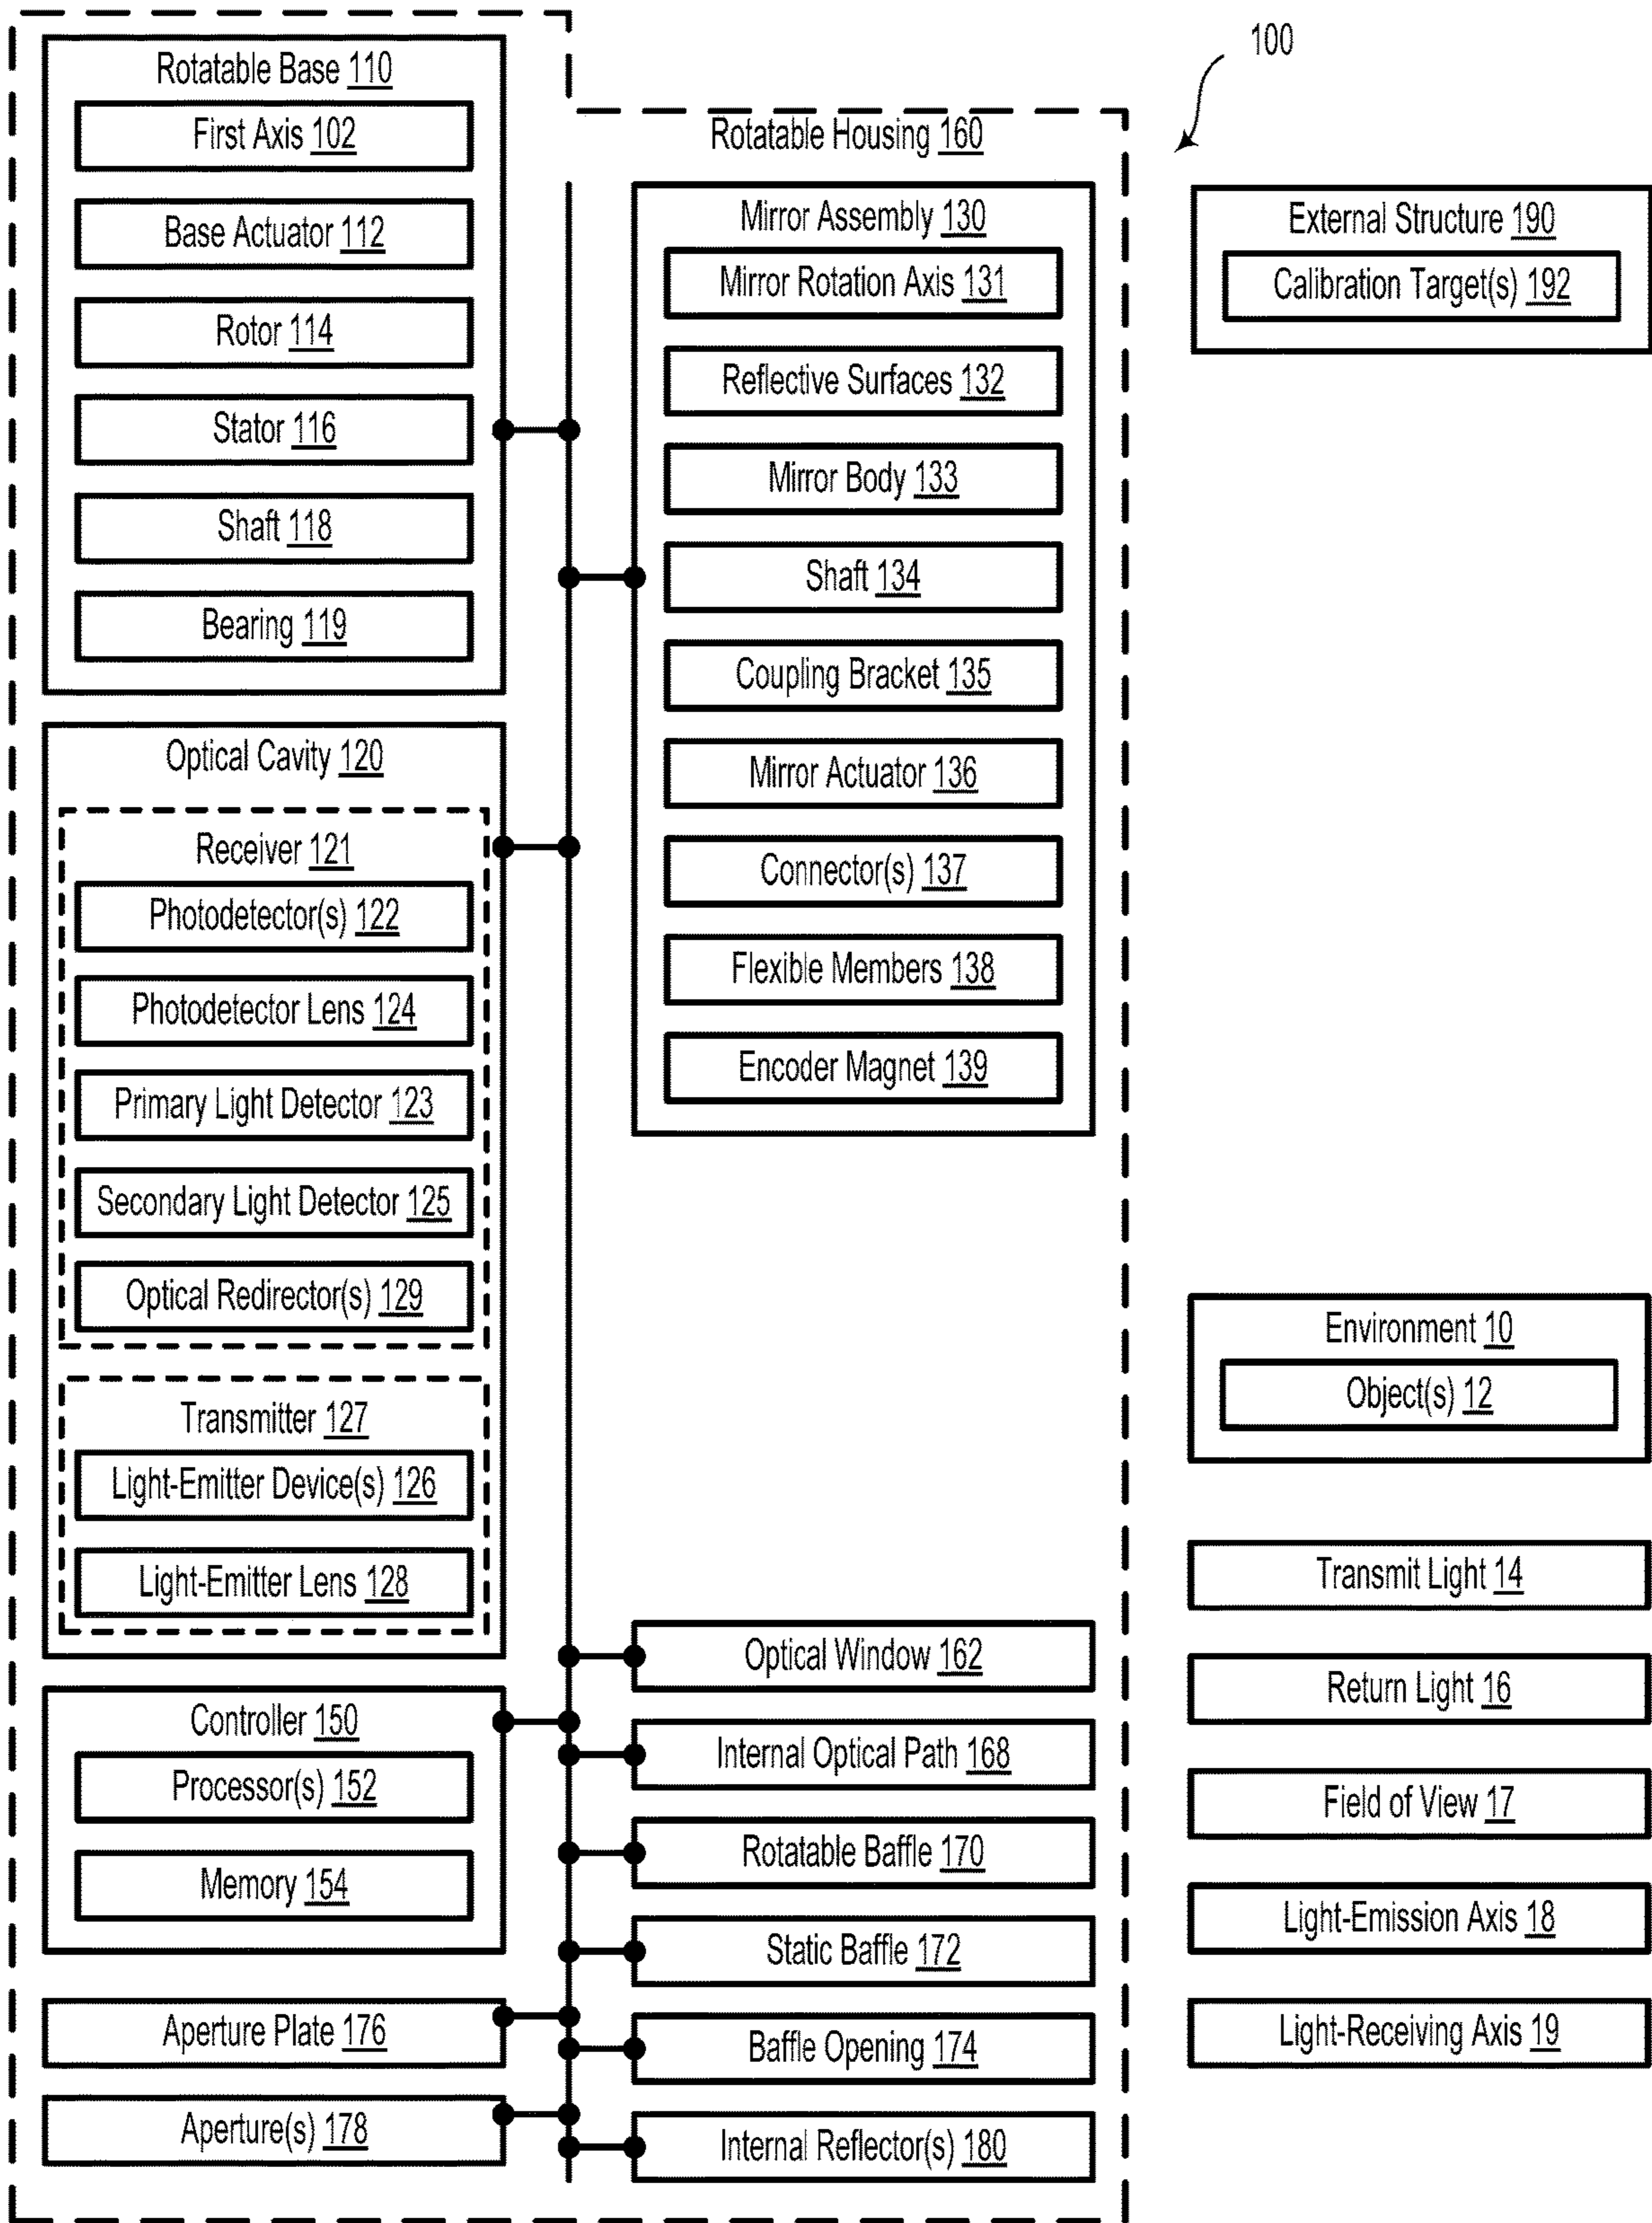 100
Rotatable Base 110
First Axis 102
Base Actuator 112
Rotor 114
Stator 116
Shaft 118
Bearing 119
Optical Cavity 120
Receiver 121
Photodetector(s) 122
Photodetector Lens 124
Primary Light Detector 123
Secondary Light Detector 125
Optical Redirector(s) 129
Transmitter 127
Light-Emitter Device(s) 126
Light-Emitter Lens 128
Controller 150
Processor(s) 152
Memory 154
Aperture Plate 176
Aperture(s) 178
Rotatable Housing 160
Mirror Assembly 130
Mirror Rotation Axis 131
Reflective Surfaces 132
Mirror Body 133
Shaft 134
Coupling Bracket 135
Mirror Actuator 136
Connector(s) 137
Flexible Members 138
Encoder Magnet 139
Optical Window 162
Internal Optical Path 168
Rotatable Baffle 170
Static Baffle 172
Baffle Opening 174
Internal Reflector(s) 180
External Structure 190
Calibration Target(s) 192
Environment 10
Object(s) 12
Transmit Light 14
Return Light 16
Field of View 17
Light-Emission Axis 18
Light-Receiving Axis 19